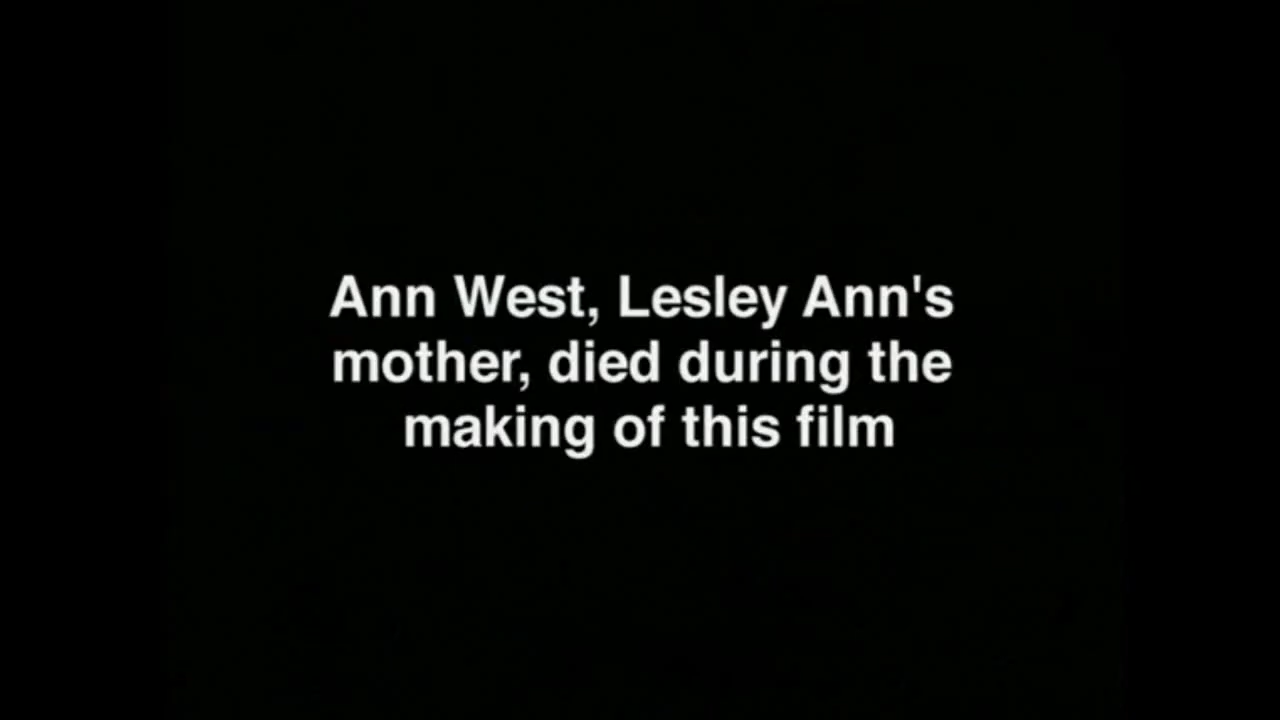 Ann West, Lesley Ann's
mother, died during the
making of this film